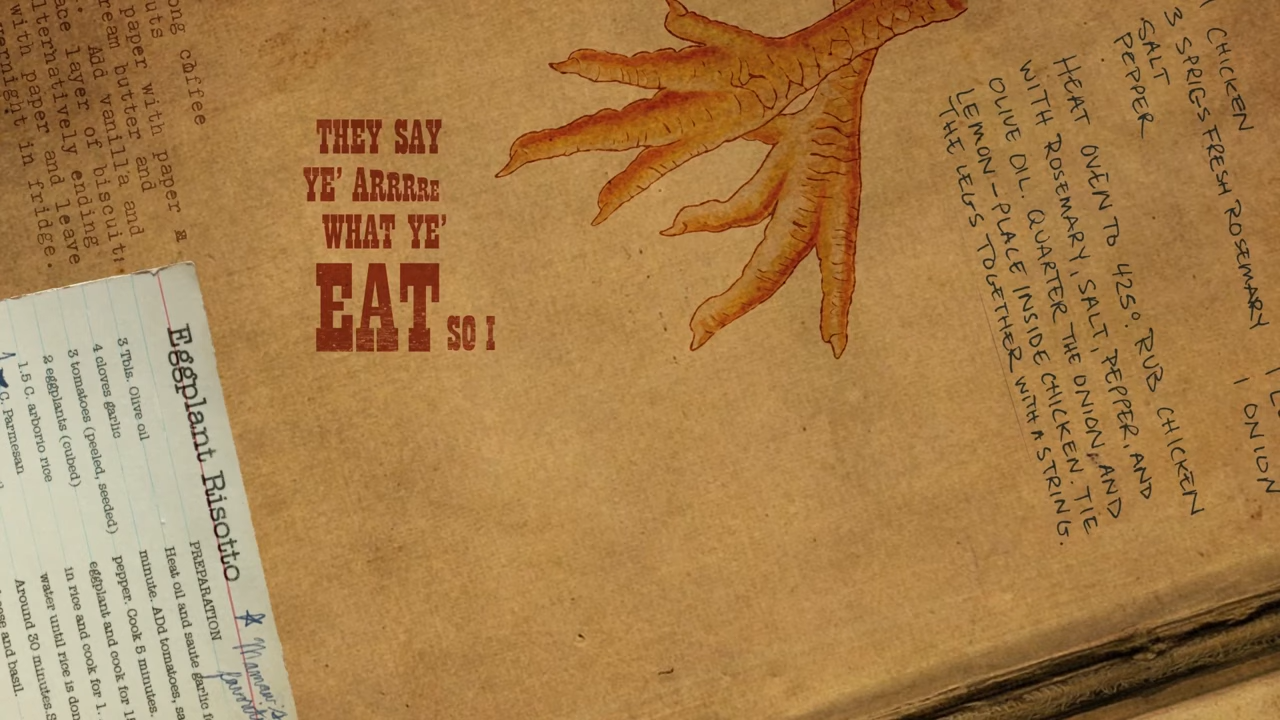 ong coffee
uts
paper with paper
ream butter and
Add vanilla and
layer of biscuit
lternatively ending
with paper and leave
vernight in fridge.
THEY SAY
YE' ARRRRE
WHAT YE'
EAT SO I
Eggplant Risotto
3 Tbls. Olive oil
4 cloves garlic
3 tomatoes (peeled, seeded)
2 eggplants (cubed)
1.5 C. arborio rice
C. Parmesan
PREPARATION
Heat oil and saute garlic f
minute. ADd tomatoes, sa
pepper. Cook 5 minutes.
eggplant and cook for 1
in rice and cook for 1
water until rice is don
Around 30 minutes.S
and basil.
1 CHICKEN
3 SPRIGS FRESH ROSEMARY
SALT
PEPPER
1 ONION
HEAT OVEN TO 425°. RUB CHICKEN
WITH ROSEMARY, SALT, PEPPER, AND
OLIVE OIL. QUARTER THE ONION, AND
LEMON - PLACE INSIDE CHICKEN. TIE
THE LEGS TOGETHER WITH A STRING.